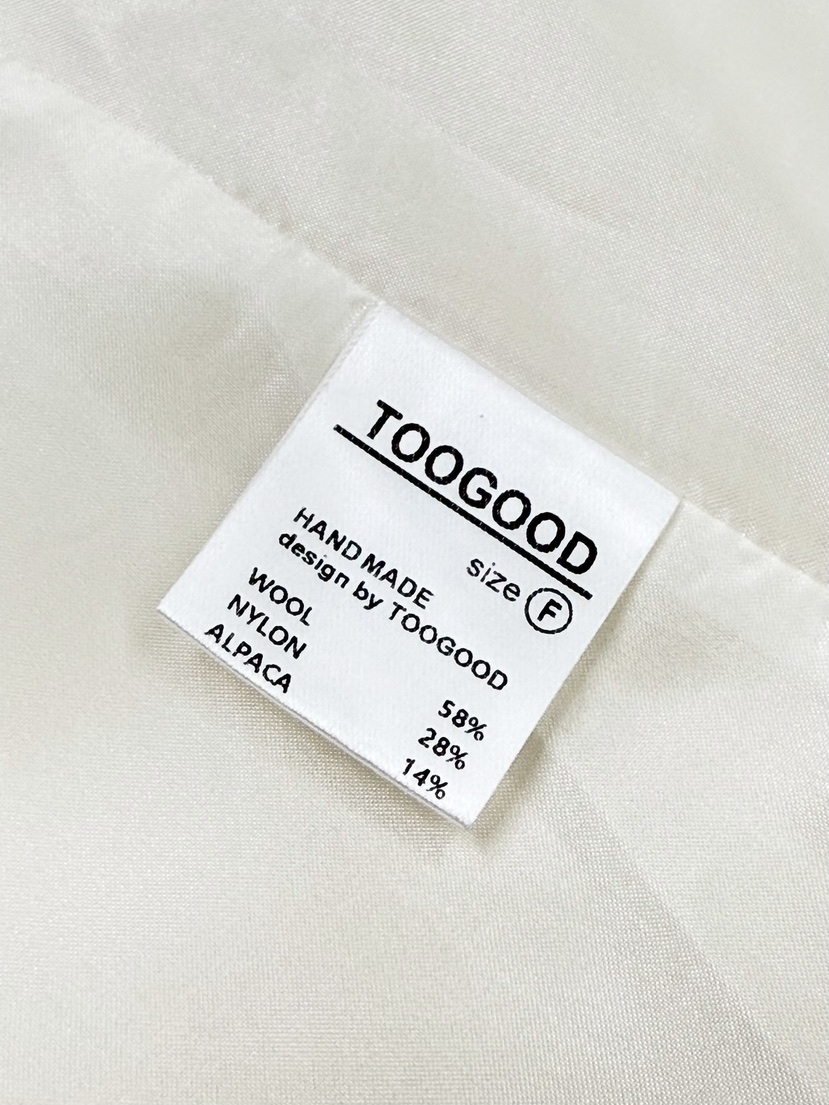 TOOGOOD
size F
HAND MADE
design by TOOGOOD
WOOL 58%
NYLON 28%
ALPACA 14%